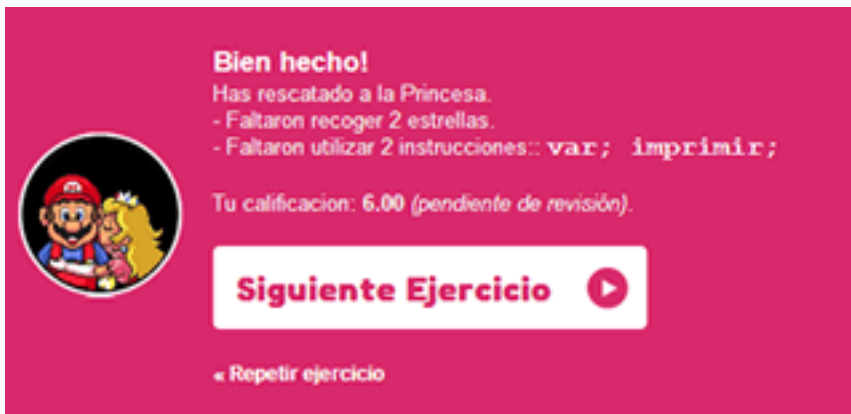 Bien hecho!
Has rescatado a la Princesa.
- Faltaron recoger 2 estrellas.
- Faltaron utilizar 2 instrucciones:: var; imprimir;
Tu calificacion: 6.00 (pendiente de revisión).
Siguiente Ejercicio
« Repetir ejercicio